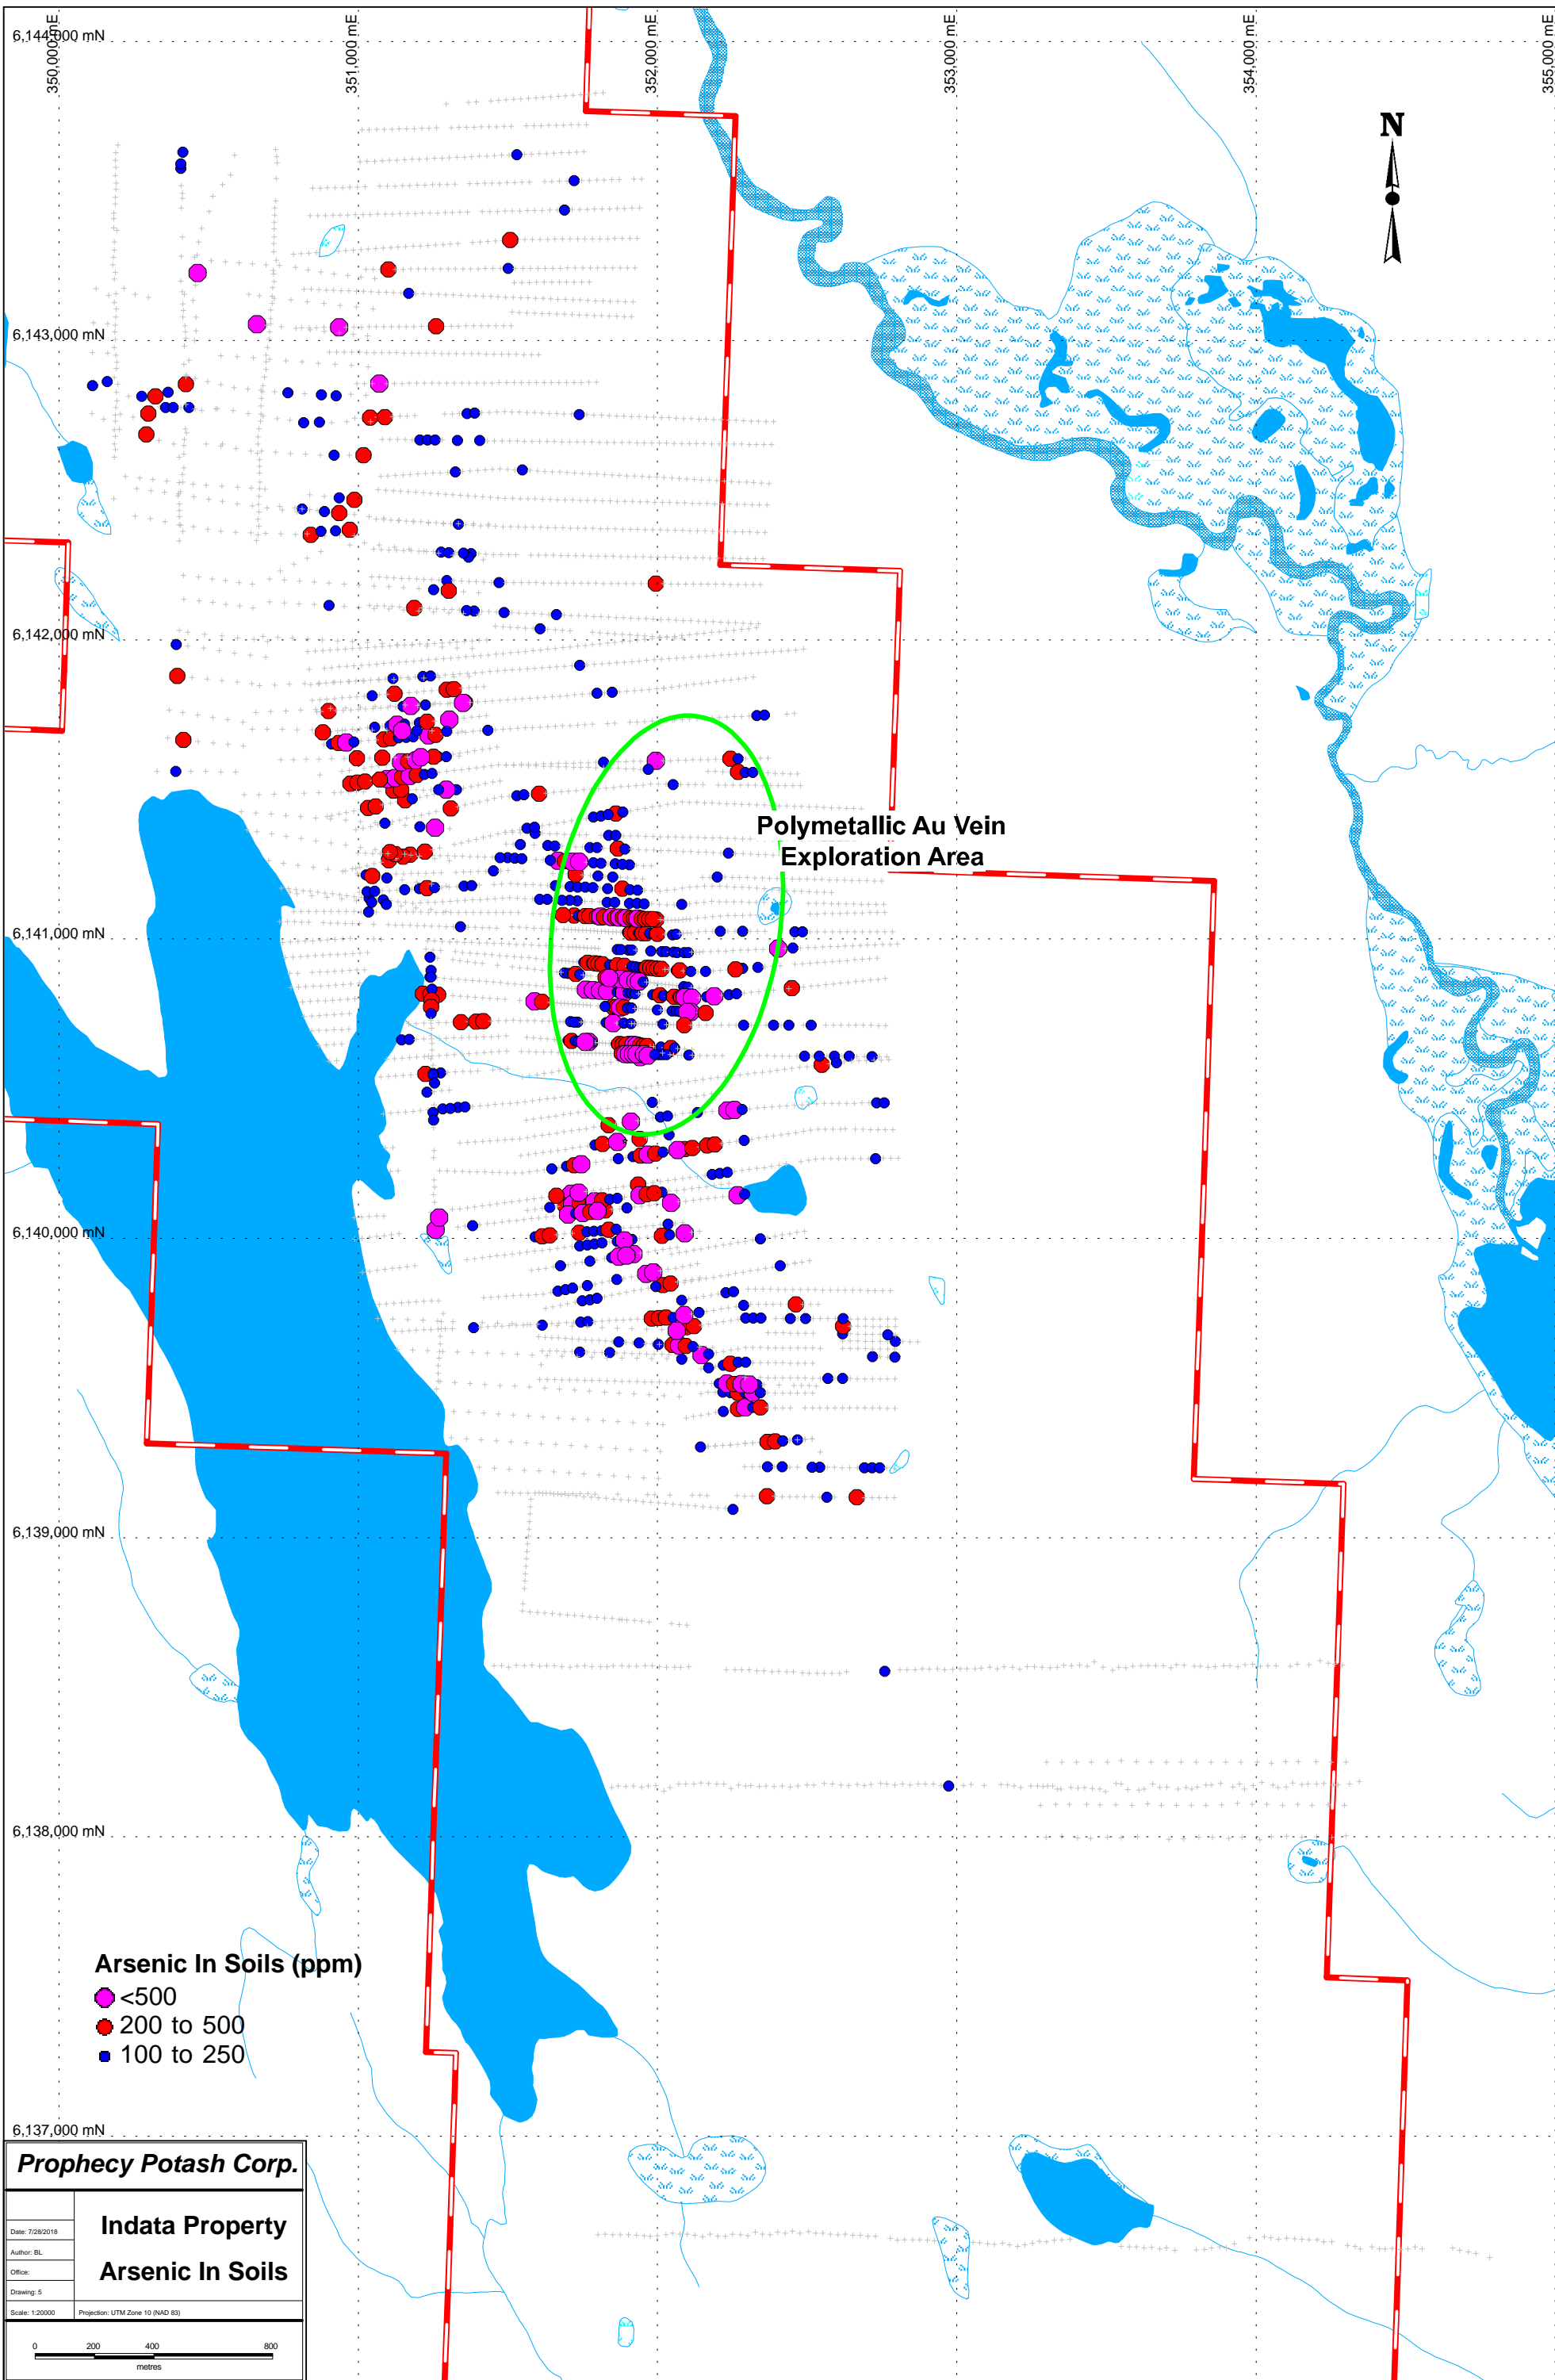 350,000 mE
351,000 mE
352,000 mE
353,000 mE
354,000 mE
355,000 mE
6,144,000 mN
N
6,143,000 mN
6,142,000 mN
Polymetallic Au Vein
Exploration Area
6,141,000 mN
6,140,000 mN
6,139,000 mN
6,138,000 mN
Arsenic In Soils (ppm)
<500
200 to 500
100 to 250
6,137,000 mN
Prophecy Potash Corp.
Indata Property
Arsenic In Soils
Date: 7/28/2018
Author: BL
Office:
Drawing: 5
Scale: 1:20000
Projection: UTM Zone 10 (NAD 83)
0 200 400 800
metres